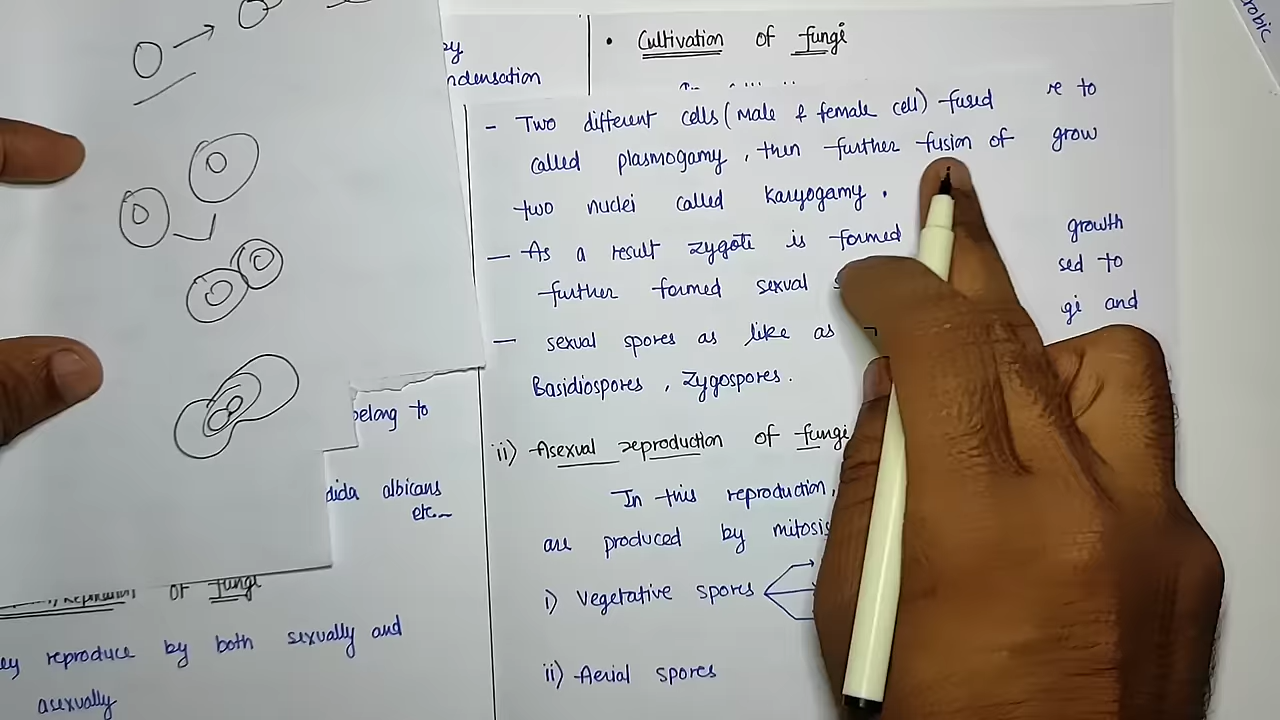 robic
• Cultivation of fungi
by
ndensation
- Two different cells (Male & female cell) fused
called plasmogamy, then further fusion of
two nuclei called Karyogamy.
- As a result zygote is formed
further formed sexual
- sexual spores as like as
Basidiospores, Zygospores.
re to
grow
growth
sed to
gi and
ii) Asexual reproduction of fungi
In this reproduction,
are produced by mitosis
i) Vegetative spores
ii) Aerial spores
belong to
dida albicans
etc
of fungi
ey reproduce by both sexually and
asexually